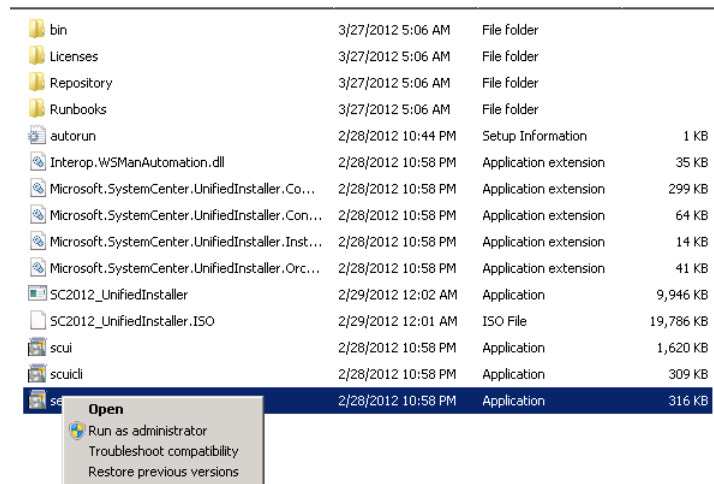 bin 3/27/2012 5:06 AM File folder
Licenses 3/27/2012 5:06 AM File folder
Repository 3/27/2012 5:06 AM File folder
Runbooks 3/27/2012 5:06 AM File folder
autorun 2/28/2012 10:44 PM Setup Information 1 KB
Interop.WSManAutomation.dll 2/28/2012 10:58 PM Application extension 35 KB
Microsoft.SystemCenter.UnifiedInstaller.Co... 2/28/2012 10:58 PM Application extension 299 KB
Microsoft.SystemCenter.UnifiedInstaller.Con... 2/28/2012 10:58 PM Application extension 64 KB
Microsoft.SystemCenter.UnifiedInstaller.Inst... 2/28/2012 10:58 PM Application extension 14 KB
Microsoft.SystemCenter.UnifiedInstaller.Orc... 2/28/2012 10:58 PM Application extension 41 KB
SC2012_UnifiedInstaller 2/29/2012 12:02 AM Application 9,946 KB
SC2012_UnifiedInstaller.ISO 2/29/2012 12:01 AM ISO File 19,786 KB
scui 2/28/2012 10:58 PM Application 1,620 KB
scuicli 2/28/2012 10:58 PM Application 309 KB
2/28/2012 10:58 PM Application 316 KB
Open
Run as administrator
Troubleshoot compatibility
Restore previous versions